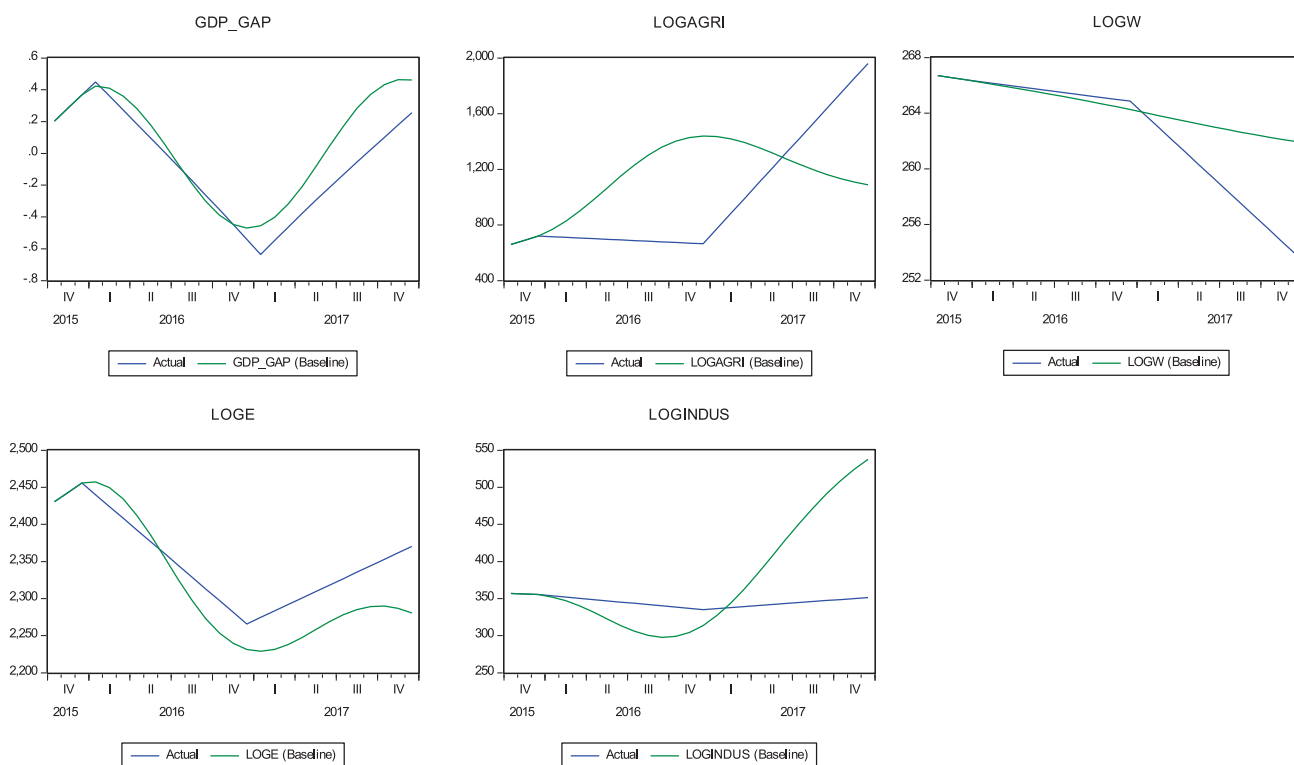 GDP_GAP
.6
.4
.2
.0
-.2
-.4
-.6
-.8
IV I II III IV I II III IV
2015 2016 2017
Actual GDP_GAP (Baseline)
LOGAGRI
2,000
1,600
1,200
800
400
IV I II III IV I II III IV
2015 2016 2017
Actual LOGAGRI (Baseline)
LOGW
268
264
260
256
252
IV I II III IV I II III IV
2015 2016 2017
Actual LOGW (Baseline)
LOGE
2,500
2,450
2,400
2,350
2,300
2,250
2,200
IV I II III IV I II III IV
2015 2016 2017
Actual LOGE (Baseline)
LOGINDUS
550
500
450
400
350
300
250
IV I II III IV I II III IV
2015 2016 2017
Actual LOGINDUS (Baseline)